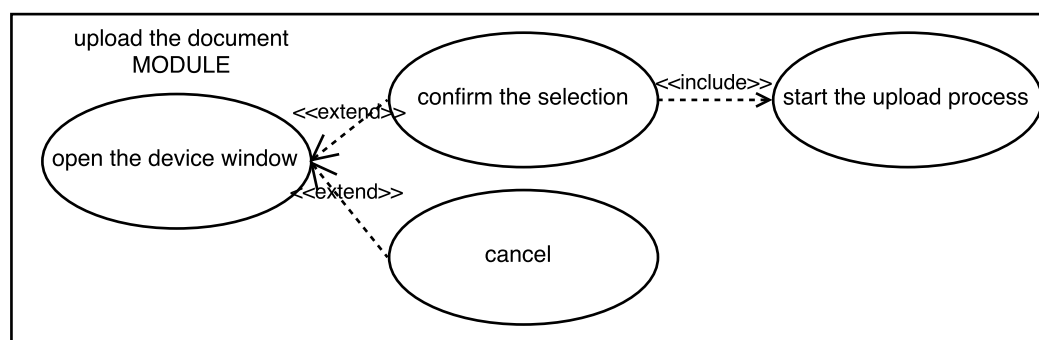 upload the document
MODULE
confirm the selection
<<include>>
start the upload process
<<extend>>
open the device window
<<extend>>
cancel